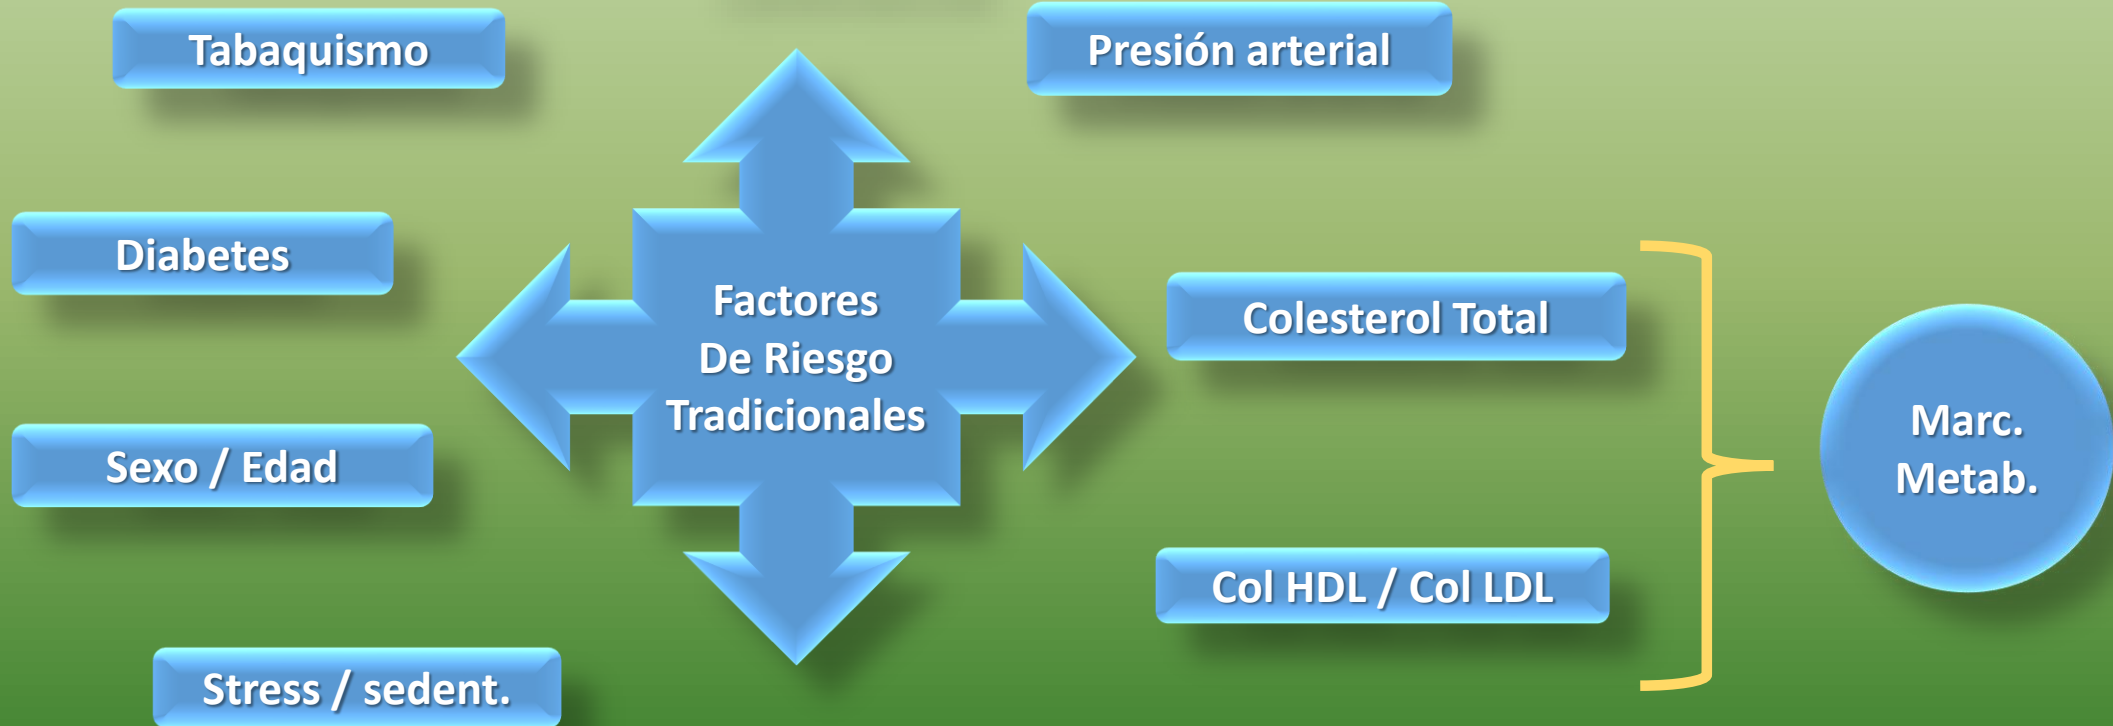 Tabaquismo
Presión arterial
Diabetes
Factores
De Riesgo
Tradicionales
Colesterol Total
Sexo / Edad
Marc.
Metab.
Col HDL / Col LDL
Stress / sedent.